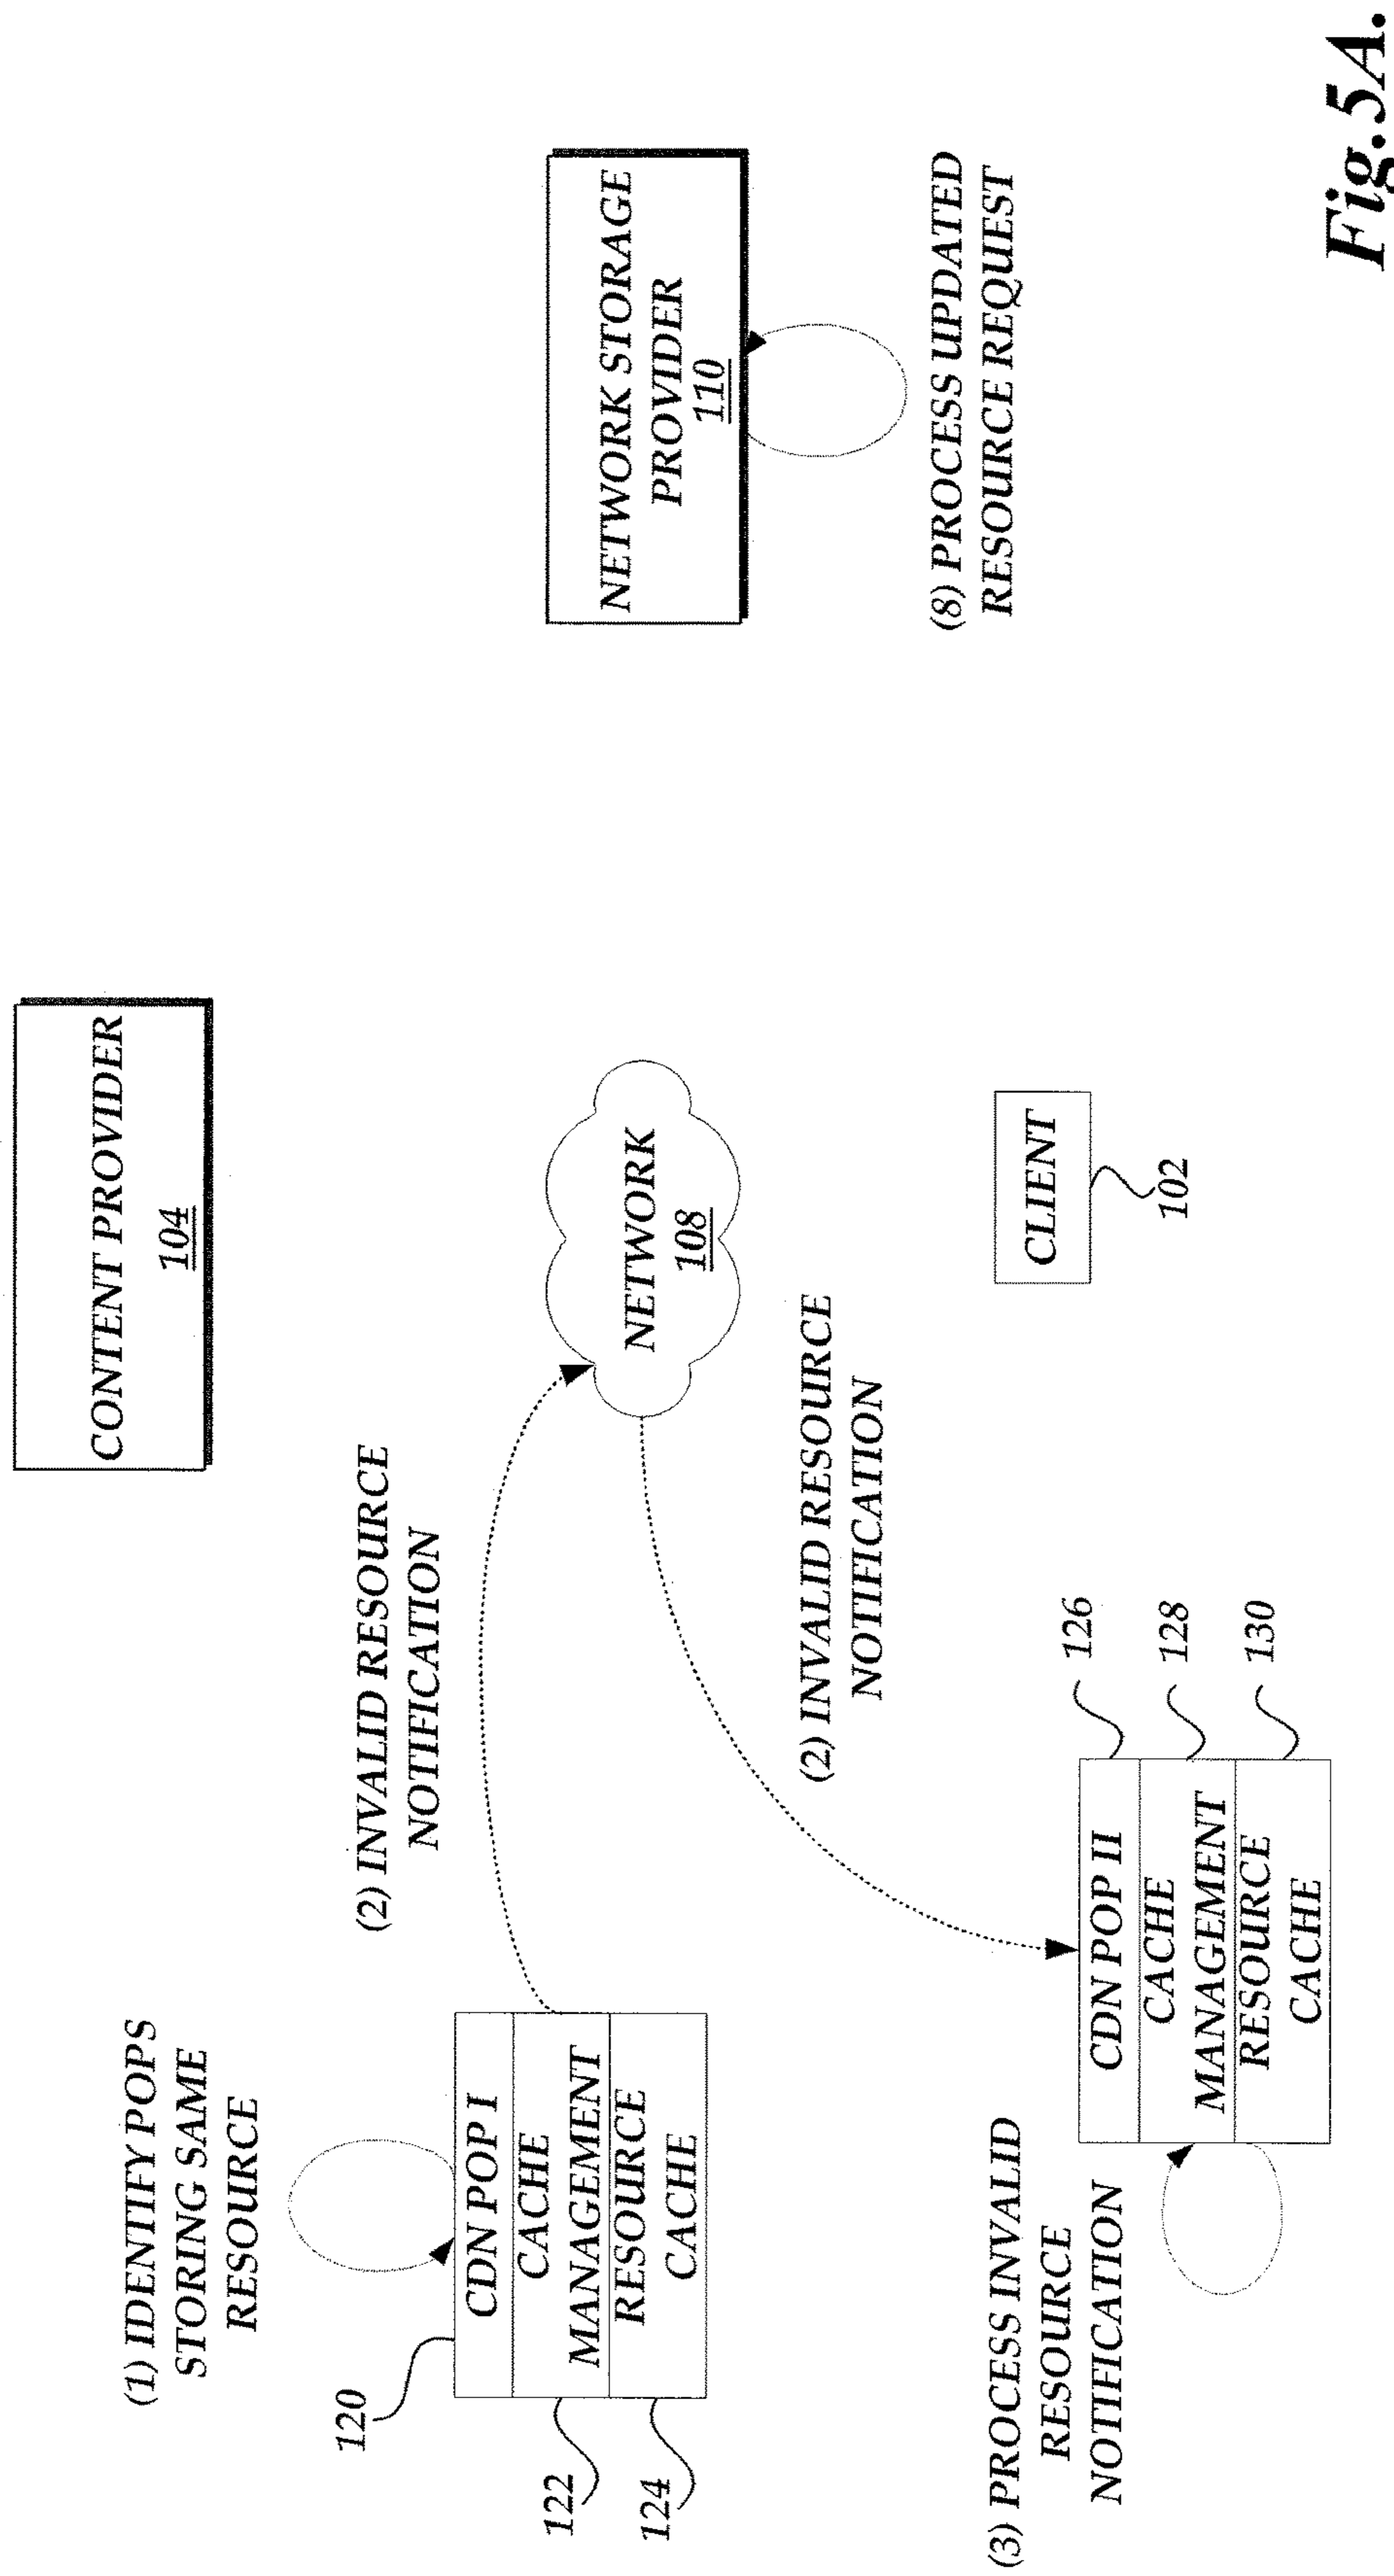 CONTENT PROVIDER
104
(1) IDENTIFY POPS
STORING SAME
RESOURCE
(2) INVALID RESOURCE
NOTIFICATION
120
CDN POP I
CACHE
MANAGEMENT
RESOURCE
CACHE
122
124
NETWORK
108
NETWORK STORAGE
PROVIDER
110
(2) INVALID RESOURCE
NOTIFICATION
(8) PROCESS UPDATED
RESOURCE REQUEST
CLIENT
102
(3) PROCESS INVALID
RESOURCE
NOTIFICATION
CDN POP II
CACHE
MANAGEMENT
RESOURCE
CACHE
126
128
130
Fig.5A.